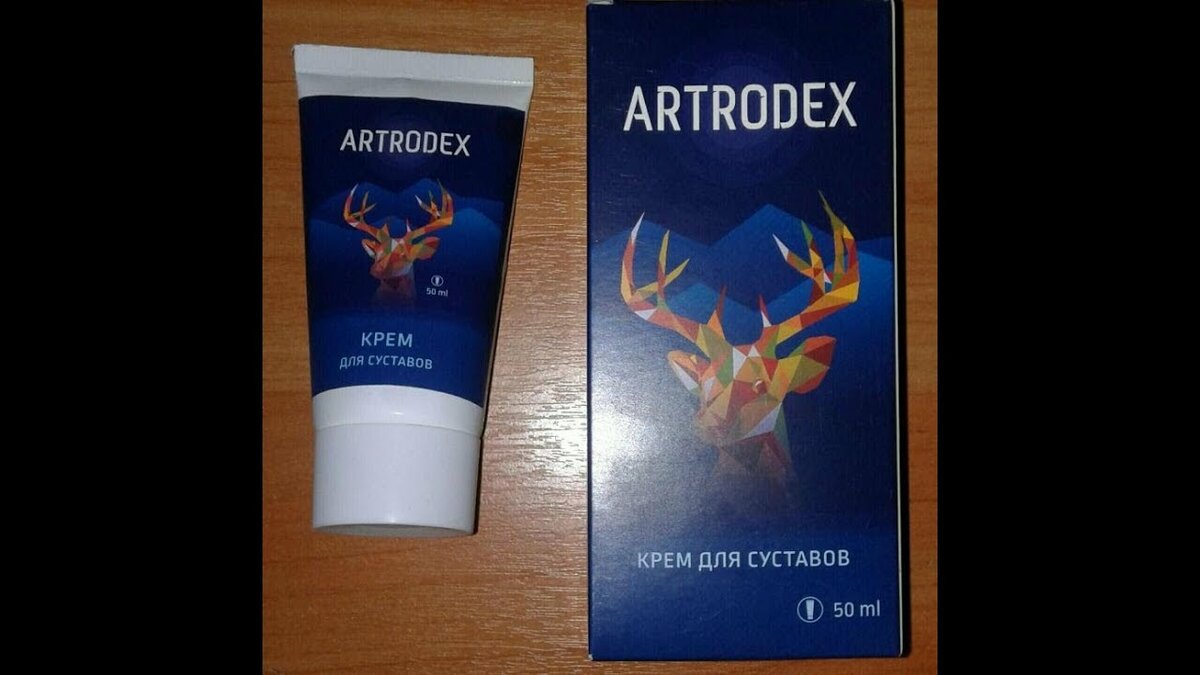 ARTRODEX
50 ml
КРЕМ
ДЛЯ СУСТАВОВ
ARTRODEX
КРЕМ ДЛЯ СУСТАВОВ
50 ml